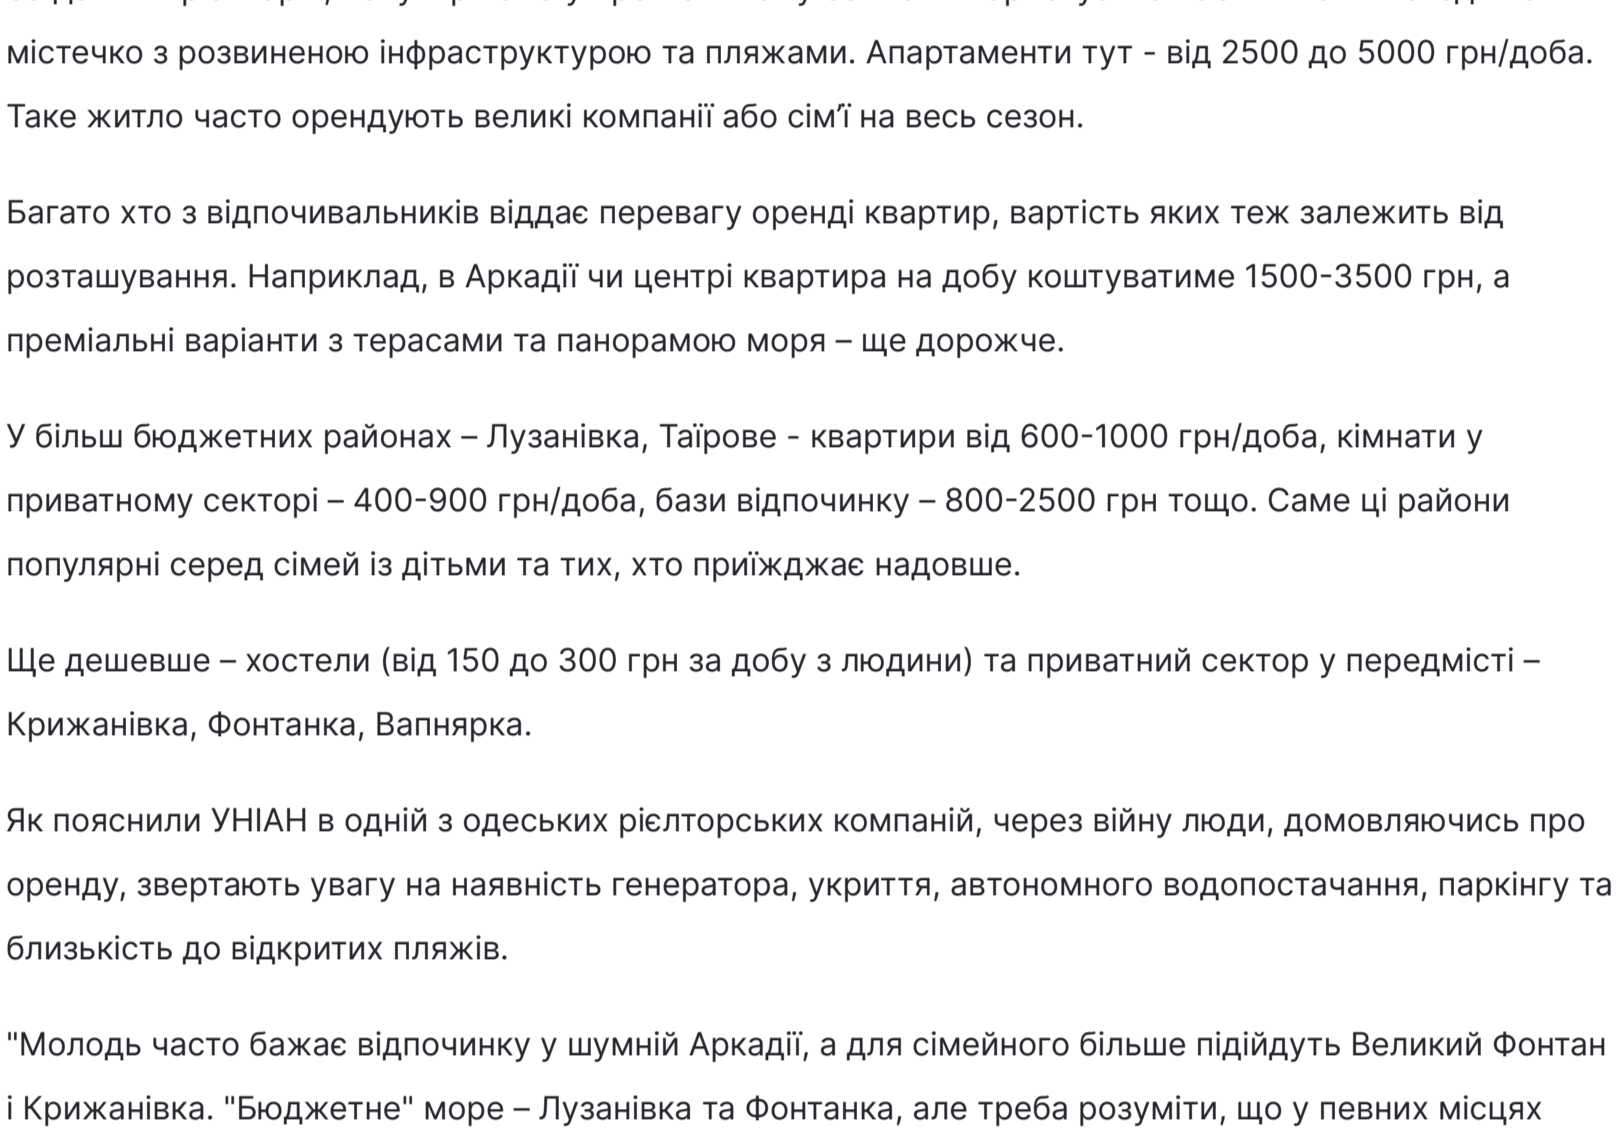 містечко з розвиненою інфраструктурою та пляжами. Апартаменти тут - від 2500 до 5000 грн/доба.
Таке житло часто орендують великі компанії або сім’ї на весь сезон.
Багато хто з відпочивальників віддає перевагу оренді квартир, вартість яких теж залежить від
розташування. Наприклад, в Аркадії чи центрі квартира на добу коштуватиме 1500-3500 грн, а
преміальні варіанти з терасами та панорамою моря – ще дорожче.
У більш бюджетних районах – Лузанівка, Таїрове - квартири від 600-1000 грн/доба, кімнати у
приватному секторі – 400-900 грн/доба, бази відпочинку – 800-2500 грн тощо. Саме ці райони
популярні серед сімей із дітьми та тих, хто приїжджає надовше.
Ще дешевше – хостели (від 150 до 300 грн за добу з людини) та приватний сектор у передмісті –
Крижанівка, Фонтанка, Вапнярка.
Як пояснили УНІАН в одній з одеських рієлторських компаній, через війну люди, домовляючись про
оренду, звертають увагу на наявність генератора, укриття, автономного водопостачання, паркінгу та
близькість до відкритих пляжів.
"Молодь часто бажає відпочинку у шумній Аркадії, а для сімейного більше підійдуть Великий Фонтан
і Крижанівка. "Бюджетне" море – Лузанівка та Фонтанка, але треба розуміти, що у певних місцях